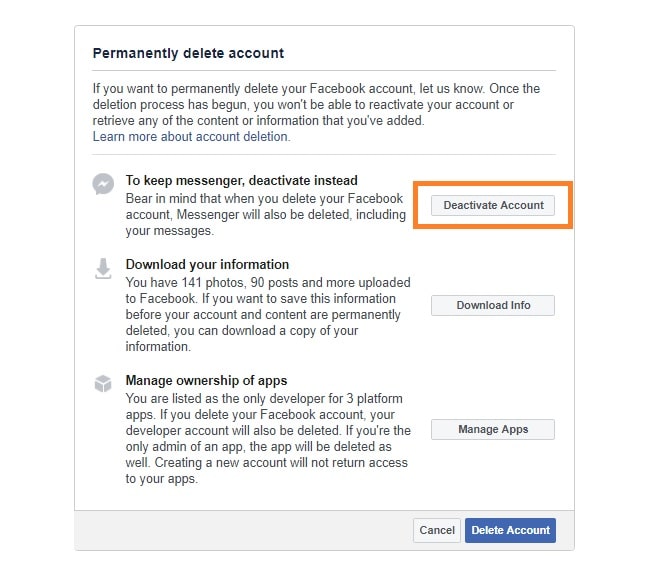 Permanently delete account
If you want to permanently delete your Facebook account, let us know. Once the
deletion process has begun, you won't be able to reactivate your account or
retrieve any of the content or information that you've added.
Learn more about account deletion.
To keep messenger, deactivate instead
Bear in mind that when you delete your Facebook
account, Messenger will also be deleted, including
your messages.
Deactivate Account
Download your information
You have 141 photos, 90 posts and more uploaded
to Facebook. If you want to save this information
before your account and content are permanently
deleted, you can download a copy of your
information.
Download Info
Manage ownership of apps
You are listed as the only developer for 3 platform
apps. If you delete your Facebook account, your
developer account will also be deleted. If you're the
only admin of an app, the app will be deleted as
well. Creating a new account will not return access
to your apps.
Manage Apps
Cancel
Delete Account